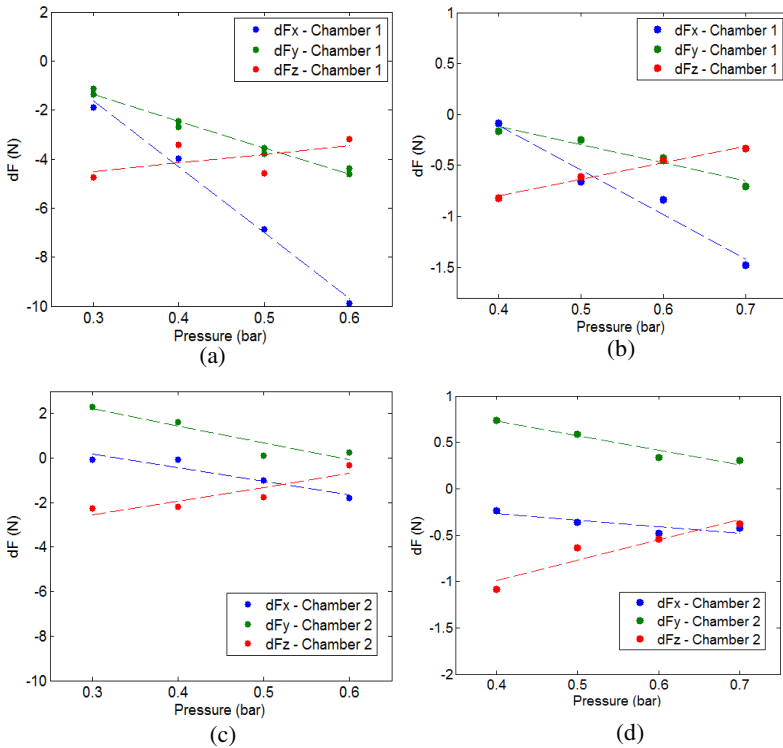 2
0
-2
-4
-6
-8
-10
dF (N)
0.3 0.4 0.5 0.6
Pressure (bar)
dFx - Chamber 1
dFy - Chamber 1
dFz - Chamber 1
(a)
1
0.5
0
-0.5
-1
-1.5
dF (N)
0.4 0.5 0.6 0.7
Pressure (bar)
dFx - Chamber 1
dFy - Chamber 1
dFz - Chamber 1
(b)
2
0
-2
-4
-6
-8
-10
dF (N)
0.3 0.4 0.5 0.6
Pressure (bar)
dFx - Chamber 2
dFy - Chamber 2
dFz - Chamber 2
(c)
1
0.5
0
-0.5
-1
-1.5
-2
dF (N)
0.4 0.5 0.6 0.7
Pressure (bar)
dFx - Chamber 2
dFy - Chamber 2
dFz - Chamber 2
(d)